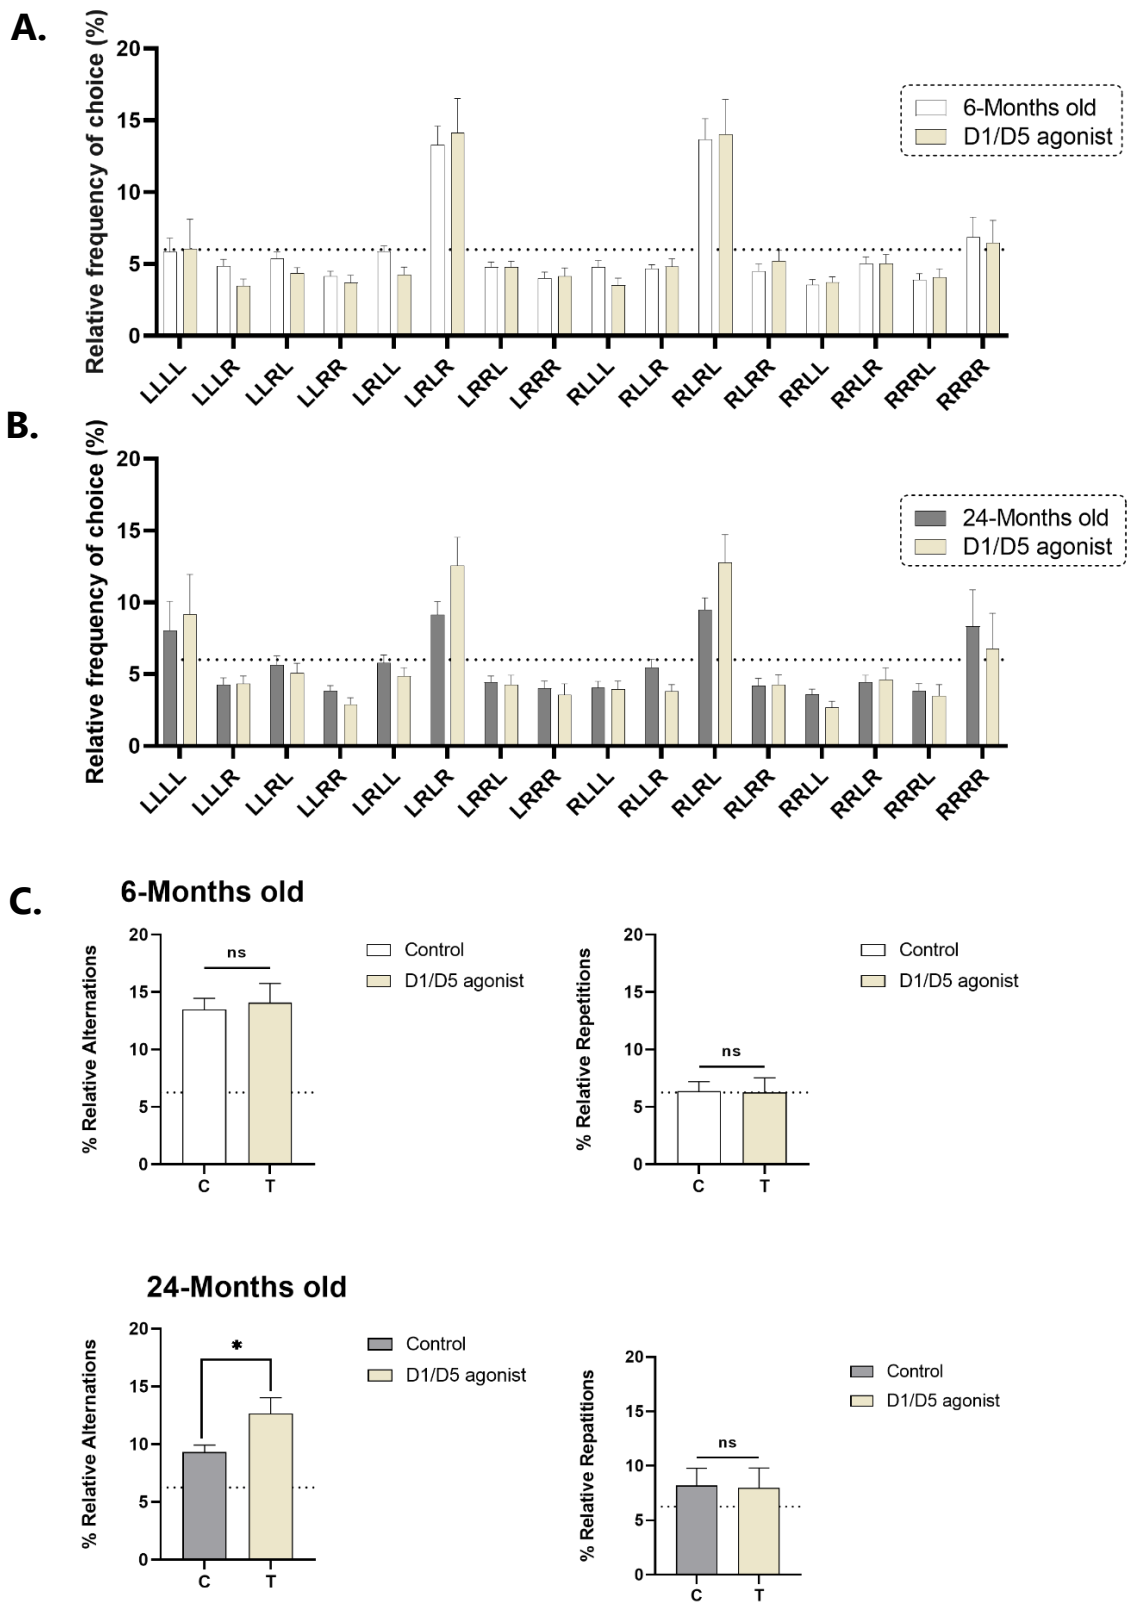 A.
Relative frequency of choice (%)
20
15
10
5
0
6-Months old
D1/D5 agonist
LLLL LLLR LLRL LLRR LRLL LRLR LRRL LRRR RLLL RLLR RLRL RLRR RRLL RRLR RRRL RRRR
B.
Relative frequency of choice (%)
20
15
10
5
0
24-Months old
D1/D5 agonist
LLLL LLLR LLRL LLRR LRLL LRLR LRRL LRRR RLLL RLLR RLRL RLRR RRLL RRLR RRRL RRRR
C.
6-Months old
% Relative Alternations
20
15
10
5
0
ns
Control
D1/D5 agonist
C T
% Relative Repetitions
20
15
10
5
0
ns
Control
D1/D5 agonist
C T
24-Months old
% Relative Alternations
20
15
10
5
0
*
Control
D1/D5 agonist
C T
% Relative Repatitions
20
15
10
5
0
ns
Control
D1/D5 agonist
C T